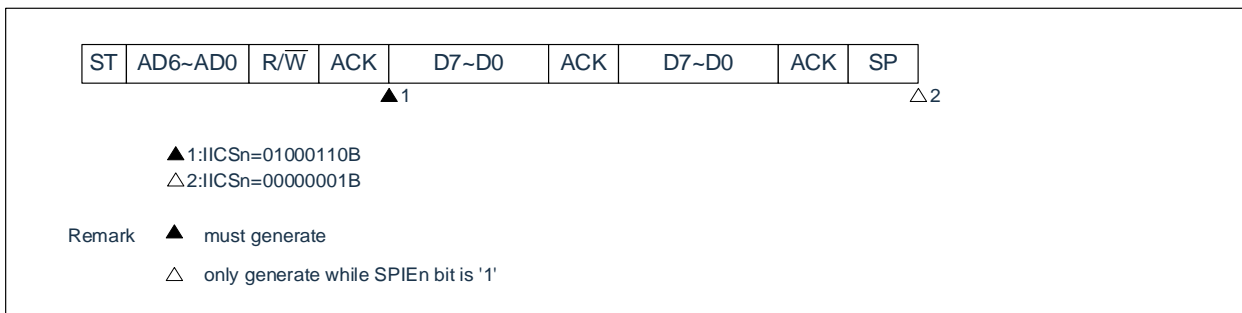 ST AD6~AD0 R/W̅ ACK D7~D0 ACK D7~D0 ACK SP
▲1 △2
▲1:IICSn=01000110B
△2:IICSn=00000001B
Remark ▲ must generate
△ only generate while SPIEn bit is '1'